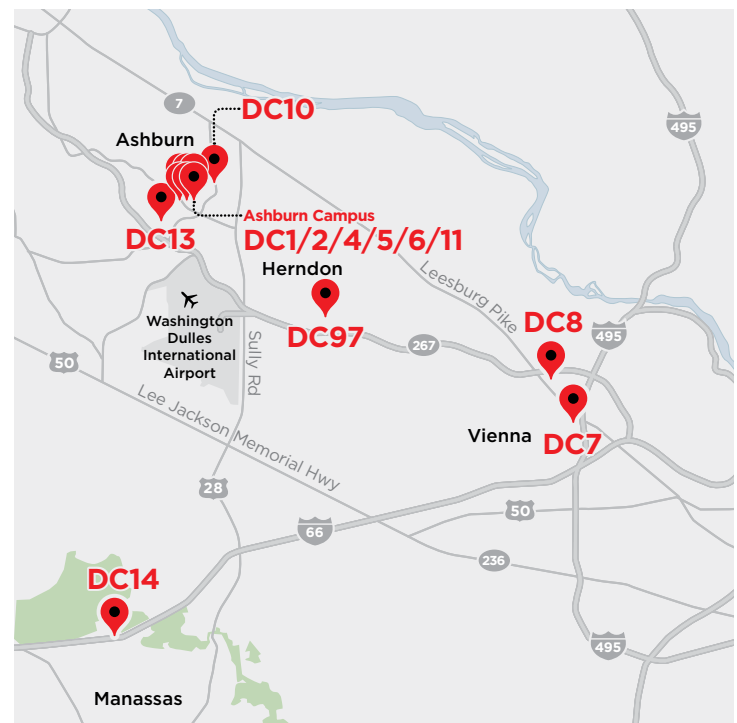 7
DC10
495
Ashburn
Ashburn Campus
DC1/2/4/5/6/11
DC13
Herndon
Leesburg Pike
Washington
Dulles
International
Airport
DC97
DC8
495
267
50
Sully Rd
Lee Jackson Memorial Hwy
Vienna
DC7
28
50
66
236
DC14
495
Manassas